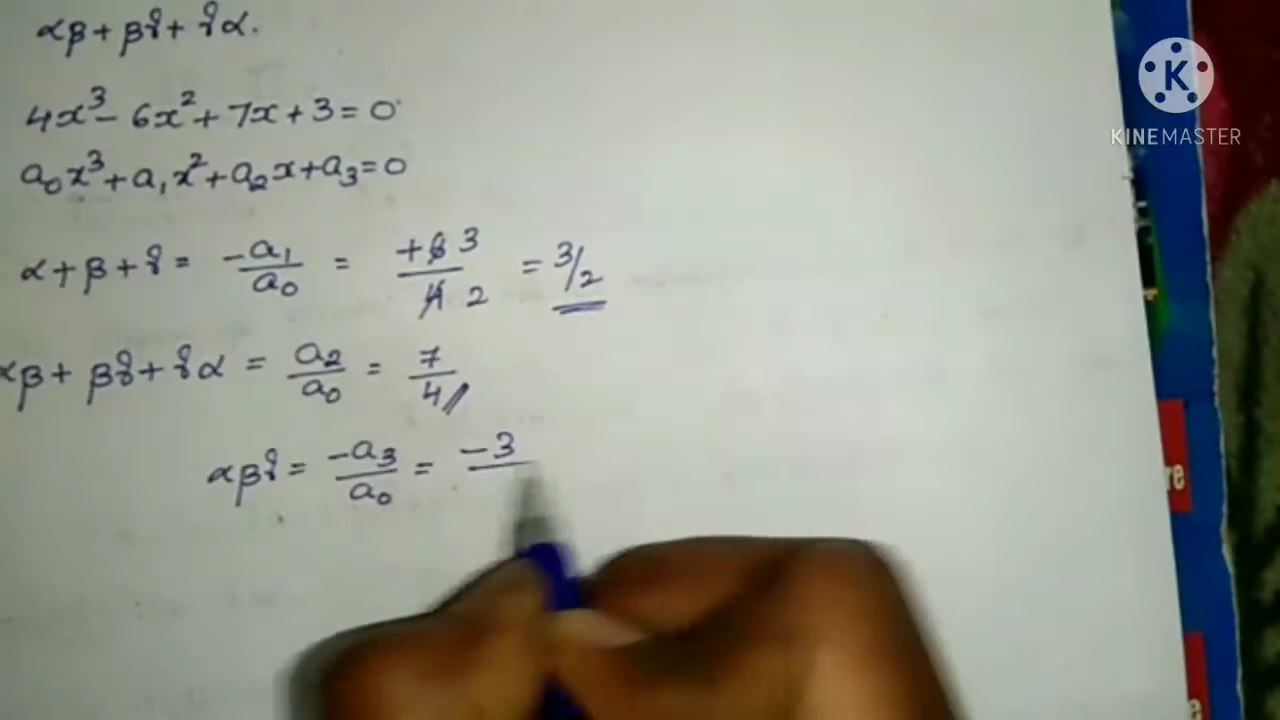 αβ + βγ + γα.
4x³ - 6x² + 7x + 3 = 0
a₀x³ + a₁x² + a₂x + a₃ = 0
α + β + γ = -a₁/a₀ = +6 3/4 2 = 3/2
αβ + βγ + γα = a₂/a₀ = 7/4
αβγ = -a₃/a₀ = -3
K
KINEMASTER
re
e